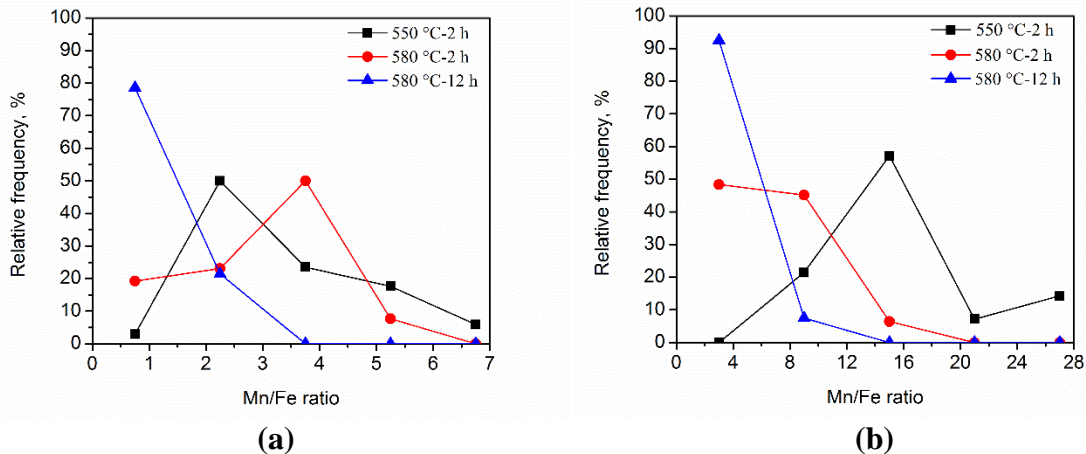 100
90
80
70
60
50
40
30
20
10
0
Relative frequency, %
550 °C-2 h
580 °C-2 h
580 °C-12 h
0 1 2 3 4 5 6 7
Mn/Fe ratio
(a)
100
90
80
70
60
50
40
30
20
10
0
Relative frequency, %
550 °C-2 h
580 °C-2 h
580 °C-12 h
0 4 8 12 16 20 24 28
Mn/Fe ratio
(b)